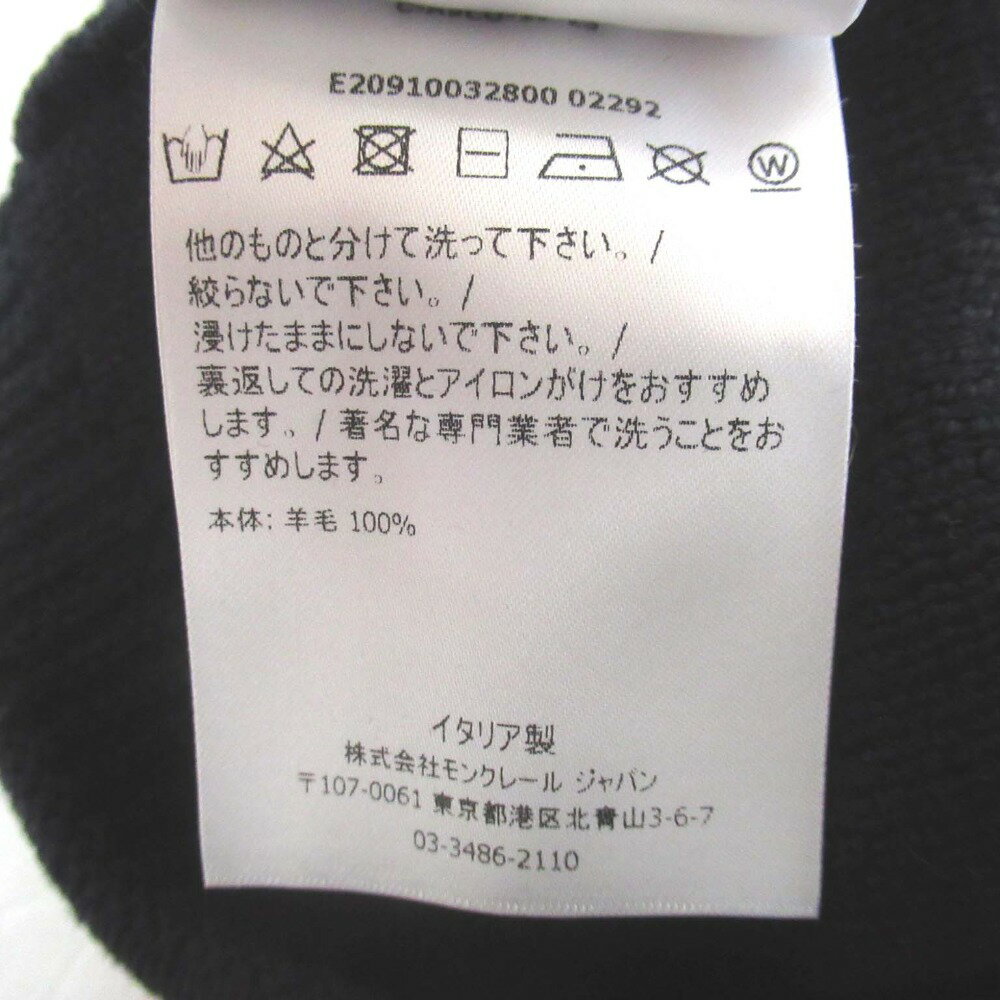 E20910032800 02292
W
他のものと分けて洗って下さい。/
絞らないで下さい。/
浸けたままにしないで下さい。/
裏返しての洗濯とアイロンがけをおすすめ
します。/ 著名な専門業者で洗うことをお
すすめします。
本体: 羊毛 100%
イタリア製
株式会社モンクレール ジャパン
〒107-0061 東京都港区北青山3-6-7
03-3486-2110